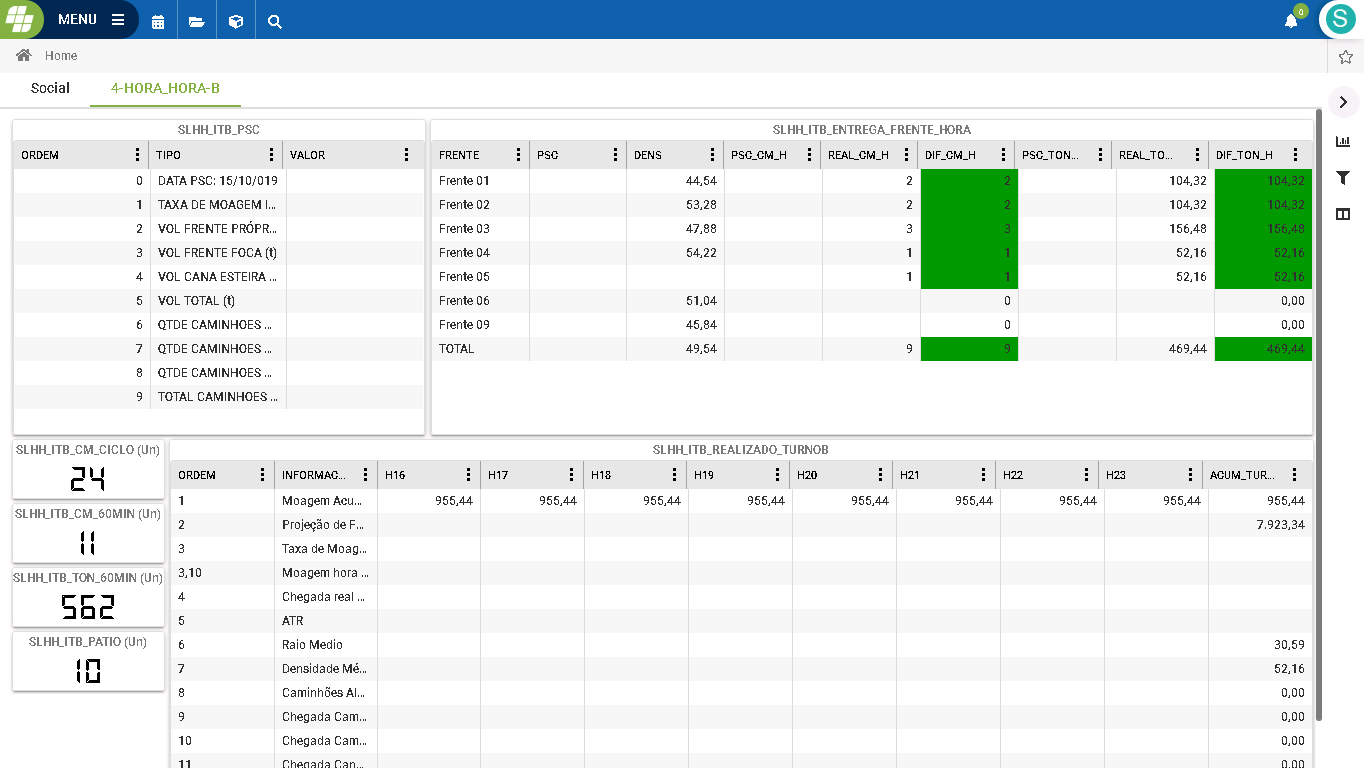 MENU
0
S
Home
Social 4-HORA_HORA-B
SLHH_ITB_PSC
ORDEM TIPO VALOR
0 DATA PSC: 15/10/019
1 TAXA DE MOAGEM I...
2 VOL FRENTE PRÓPR...
3 VOL FRENTE FOCA (t)
4 VOL CANA ESTEIRA ...
5 VOL TOTAL (t)
6 QTDE CAMINHOES ...
7 QTDE CAMINHOES ...
8 QTDE CAMINHOES ...
9 TOTAL CAMINHOES ...
SLHH_ITB_ENTREGA_FRENTE_HORA
FRENTE PSC DENS PSC_CM_H REAL_CM_H DIF_CM_H PSC_TON... REAL_TO... DIF_TON_H
Frente 01 44,54 2 2 104,32 104,32
Frente 02 53,28 2 2 104,32 104,32
Frente 03 47,88 3 3 156,48 156,48
Frente 04 54,22 1 1 52,16 52,16
Frente 05 1 1 52,16 52,16
Frente 06 51,04 0 0,00
Frente 09 45,84 0 0,00
TOTAL 49,54 9 9 469,44 469,44
SLHH_ITB_CM_CICLO (Un)
24
SLHH_ITB_CM_60MIN (Un)
11
SLHH_ITB_TON_60MIN (Un)
562
SLHH_ITB_PATIO (Un)
10
SLHH_ITB_REALIZADO_TURNOB
ORDEM INFORMAC... H16 H17 H18 H19 H20 H21 H22 H23 ACUM_TUR...
1 Moagem Acu... 955,44 955,44 955,44 955,44 955,44 955,44 955,44 955,44 955,44
2 Projeção de F... 7.923,34
3 Taxa de Moag...
3,10 Moagem hora ...
4 Chegada real ...
5 ATR
6 Raio Medio 30,59
7 Densidade Mé... 52,16
8 Caminhões Al... 0,00
9 Chegada Cam... 0,00
10 Chegada Cam... 0,00
11 Chegada Can... 0,00